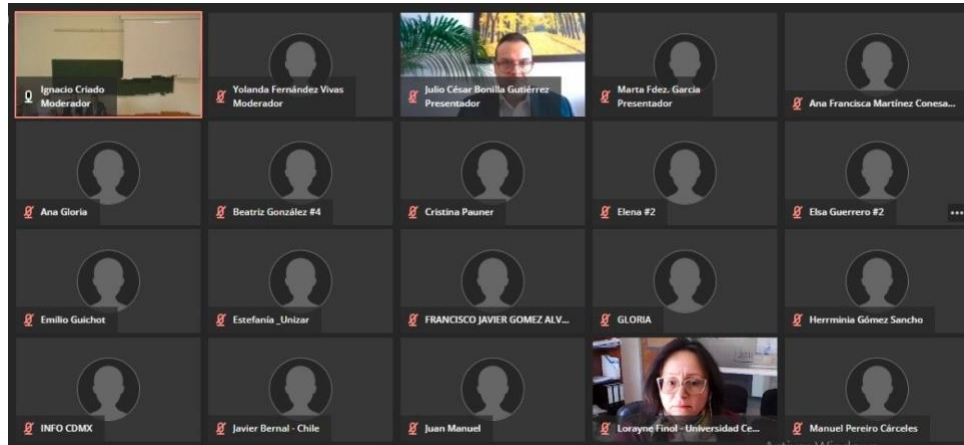 Ignacio Criado
Moderador
Yolanda Fernández Vivas
Moderador
Julio César Bonilla Gutiérrez
Presentador
Marta Fdez. Garcia
Presentador
Ana Francisca Martínez Conesa...
Ana Gloria
Beatriz González #4
Cristina Pauner
Elena #2
Elsa Guerrero #2
Emilio Guichot
Estefanía _Unizar
FRANCISCO JAVIER GOMEZ ALV...
GLORIA
Herrminia Gómez Sancho
INFO CDMX
Javier Bernal - Chile
Juan Manuel
Lorayne Finol - Universidad Ce...
Manuel Pereiro Cárceles